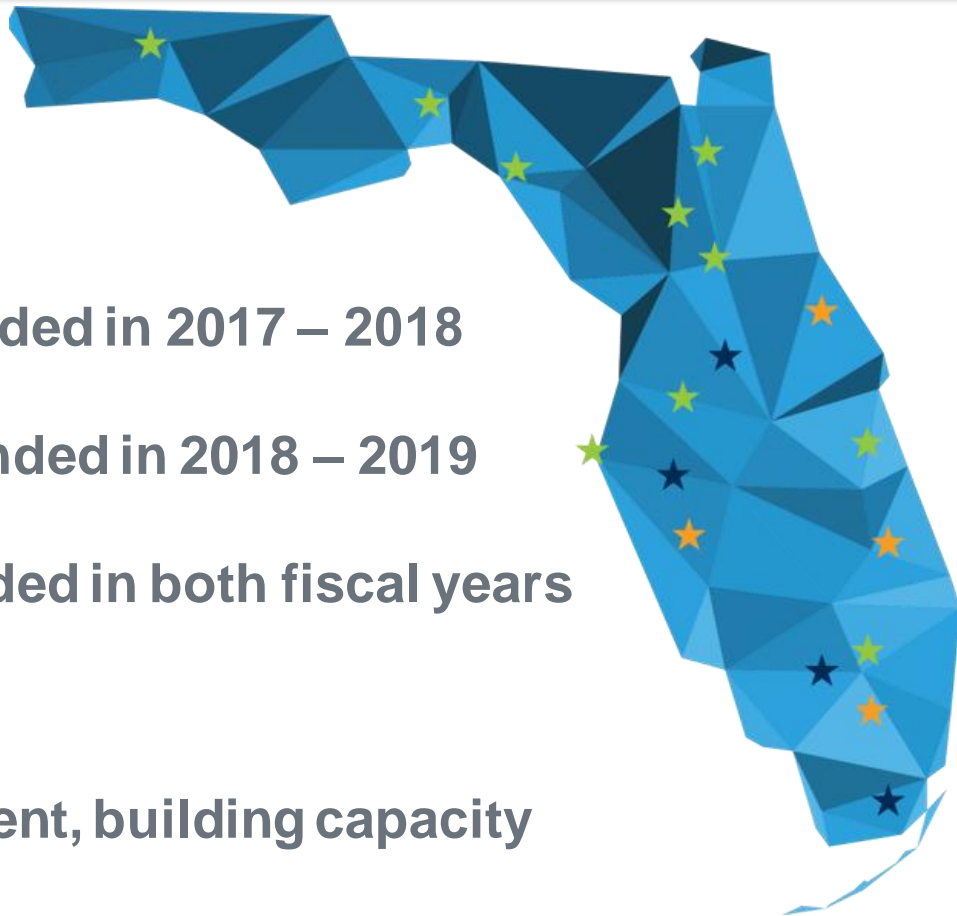 ded in 2017 – 2018
nded in 2018 – 2019
ded in both fiscal years
ent, building capacity